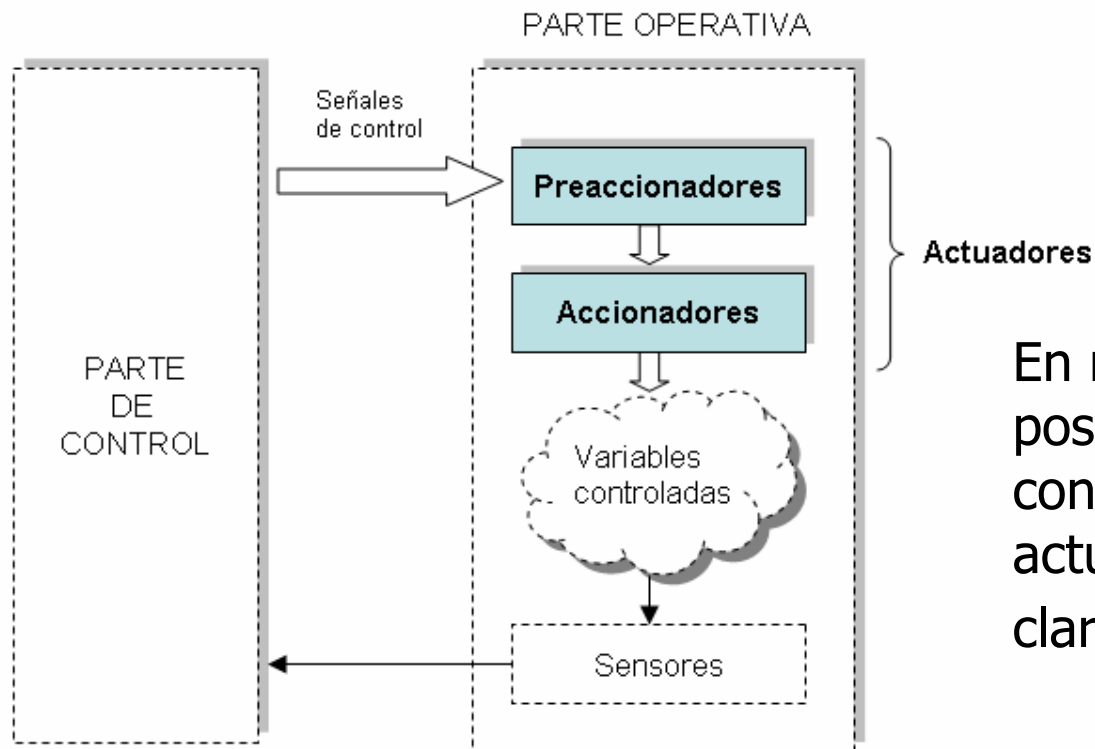 PARTE OPERATIVA
Señales
de control
Preaccionadores
Accionadores
Actuadores
PARTE
DE
CONTROL
Variables
controladas
Sensores
En
pos
con
actu
clar